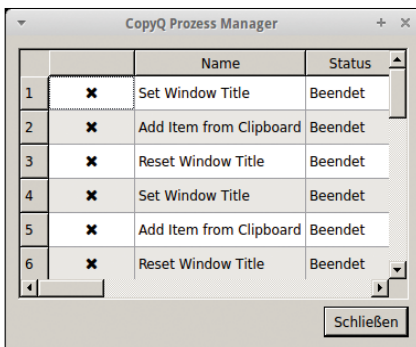 CopyQ Prozess Manager
Name Status
1 ✖ Set Window Title Beendet
2 ✖ Add Item from Clipboard Beendet
3 ✖ Reset Window Title Beendet
4 ✖ Set Window Title Beendet
5 ✖ Add Item from Clipboard Beendet
6 ✖ Reset Window Title Beendet
Schließen